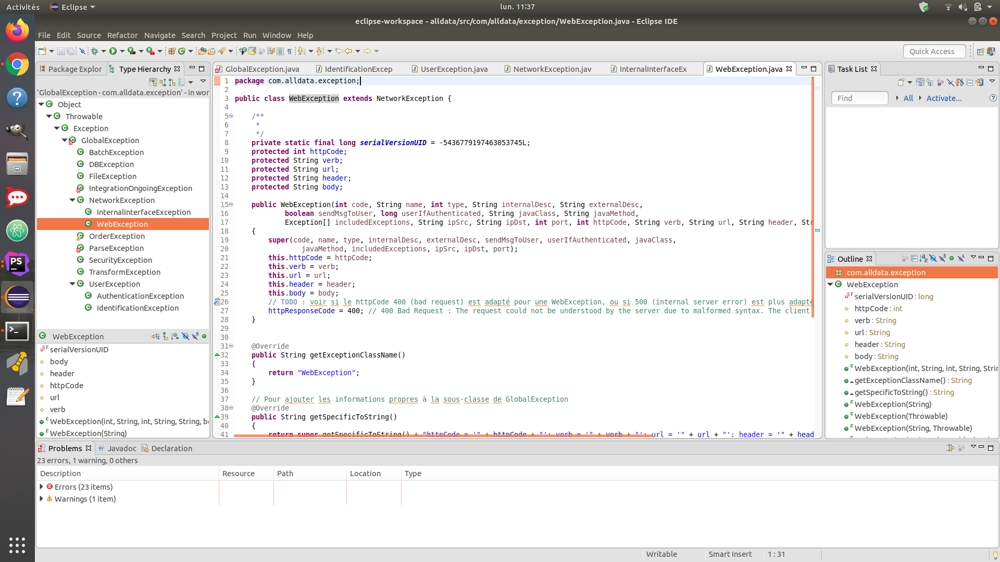 Activités
Eclipse
lun. 11:37
eclipse-workspace - alldata/src/com/alldata/exception/WebException.java - Eclipse IDE
File Edit Source Refactor Navigate Search Project Run Window Help
Quick Access
Package Explor
Type Hierarchy
'GlobalException - com.alldata.exception' - in wor
Object
Throwable
Exception
GlobalException
BatchException
DBException
FileException
IntegrationOngoingException
NetworkException
InternalInterfaceException
WebException
OrderException
ParseException
SecurityException
TransformException
UserException
AuthenticationException
IdentificationException
WebException
serialVersionUID
body
header
httpCode
url
verb
WebException(int, String, int, String, String, b
WebException(String)
GlobalException.java
IdentificationExcep
UserException.java
NetworkException.jav
InternalInterfaceEx
WebException.java
1 package com.alldata.exception;
2
3 public class WebException extends NetworkException {
4
5 /**
6 *
7 */
8 private static final long serialVersionUID = -5436779197463053745L;
9 protected int httpCode;
10 protected String verb;
11 protected String url;
12 protected String header;
13 protected String body;
14
15 public WebException(int code, String name, int type, String internalDesc, String externalDesc,
16 boolean sendMsgToUser, long userIfAuthenticated, String javaClass, String javaMethod,
17 Exception[] includedExceptions, String ipSrc, String ipDst, int port, int httpCode, String verb, String url, String header, Str
18 {
19 super(code, name, type, internalDesc, externalDesc, sendMsgToUser, userIfAuthenticated, javaClass,
20 javaMethod, includedExceptions, ipSrc, ipDst, port);
21 this.httpCode = httpCode;
22 this.verb = verb;
23 this.url = url;
24 this.header = header;
25 this.body = body;
26 // TODO : voir si le httpCode 400 (bad request) est adapté pour une WebException, ou si 500 (internal server error) est plus adapté
27 httpResponseCode = 400; // 400 Bad Request : The request could not be understood by the server due to malformed syntax. The client
28 }
29
30
31 @Override
32 public String getExceptionClassName()
33 {
34 return "WebException";
35 }
36
37 // Pour ajouter les informations propres à la sous-classe de GlobalException
38 @Override
39 public String getSpecificToString()
40 {
41 return super.getSpecificToString() + "httpCode = '" + httpCode + "'; verb = '" + verb + "'; url = '" + url + "'; header = '" + head
Task List
Find
All
Activate...
Outline
com.alldata.exception
WebException
serialVersionUID : long
httpCode : int
verb : String
url : String
header : String
body : String
WebException(int, String, int, String, Strin
getExceptionClassName() : String
getSpecificToString() : String
WebException(String)
WebException(Throwable)
WebException(String, Throwable)
Problems
@ Javadoc
Declaration
23 errors, 1 warning, 0 others
Description Resource Path Location Type
Errors (23 items)
Warnings (1 item)
Writable
Smart Insert
1 : 31